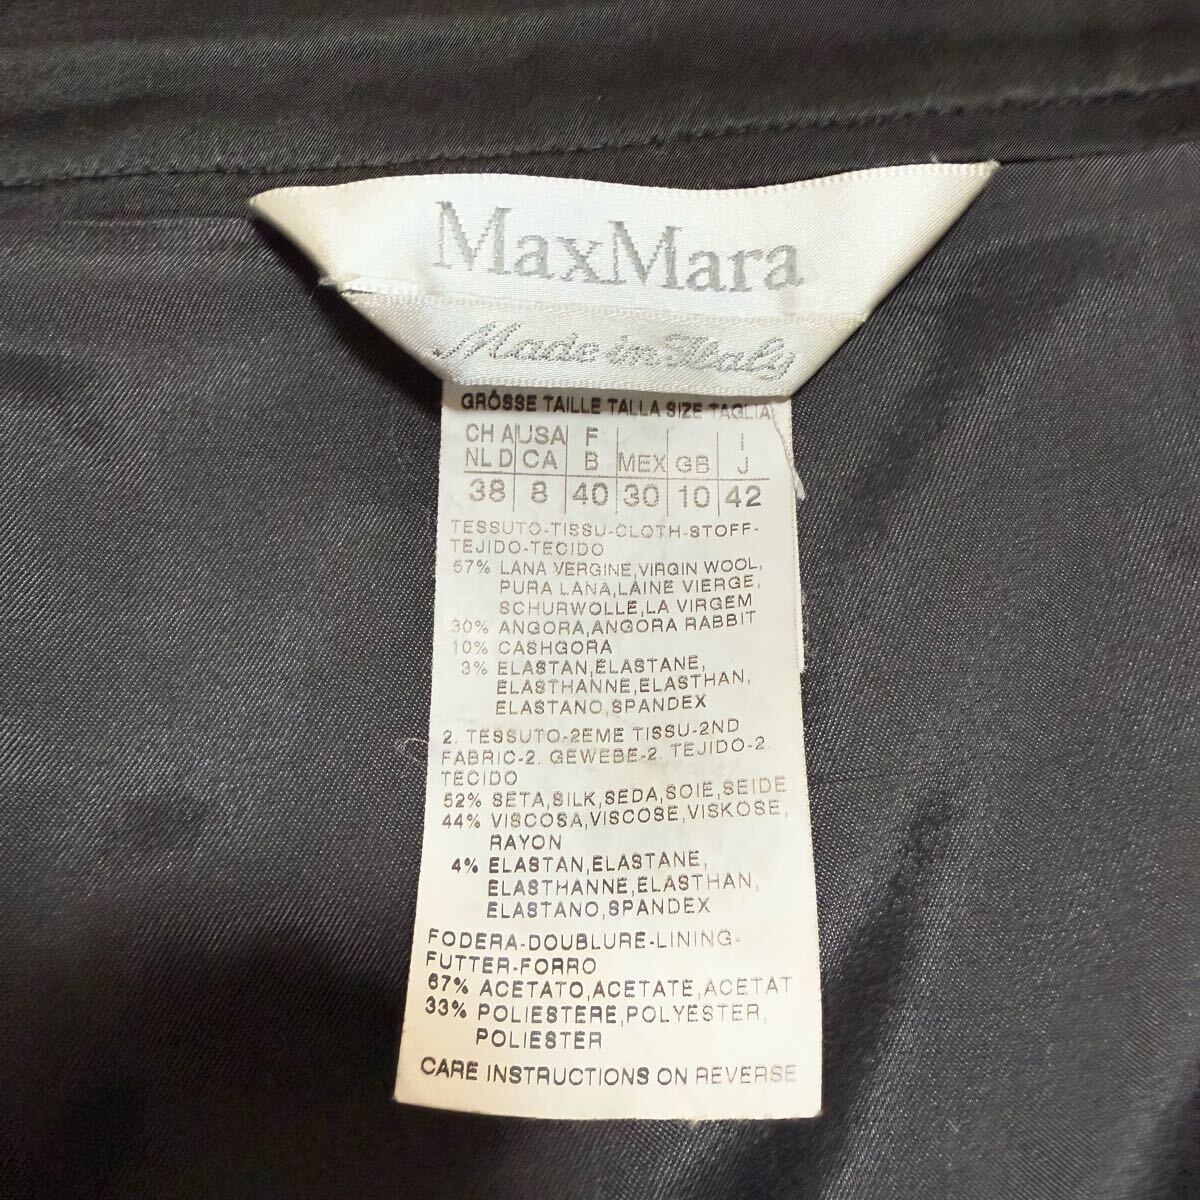 MaxMara
Made in Italy
GRÖSSE TAILLE TALLA SIZE TAGLIA
CH A USA F I
NL D CA B MEX GB J
38 8 40 30 10 42
TESSUTO-TISSU-CLOTH-STOFF-
TEJIDO-TECIDO
57% LANA VERGINE,VIRGIN WOOL,
PURA LANA,LAINE VIERGE,
SCHURWOLLE,LA VIRGEM
30% ANGORA,ANGORA RABBIT
10% CASHGORA
3% ELASTAN,ELASTANE,
ELASTHANNE,ELASTHAN,
ELASTANO,SPANDEX
2. TESSUTO-2EME TISSU-2ND
FABRIC-2. GEWEBE-2. TEJIDO-2.
TECIDO
52% SETA,SILK,SEDA,SOIE,SEIDE
44% VISCOSA,VISCOSE,VISKOSE,
RAYON
4% ELASTAN,ELASTANE,
ELASTHANNE,ELASTHAN,
ELASTANO,SPANDEX
FODERA-DOUBLURE-LINING-
FUTTER-FORRO
67% ACETATO,ACETATE,ACETAT
33% POLIESTERE,POLYESTER,
POLIESTER
CARE INSTRUCTIONS ON REVERSE